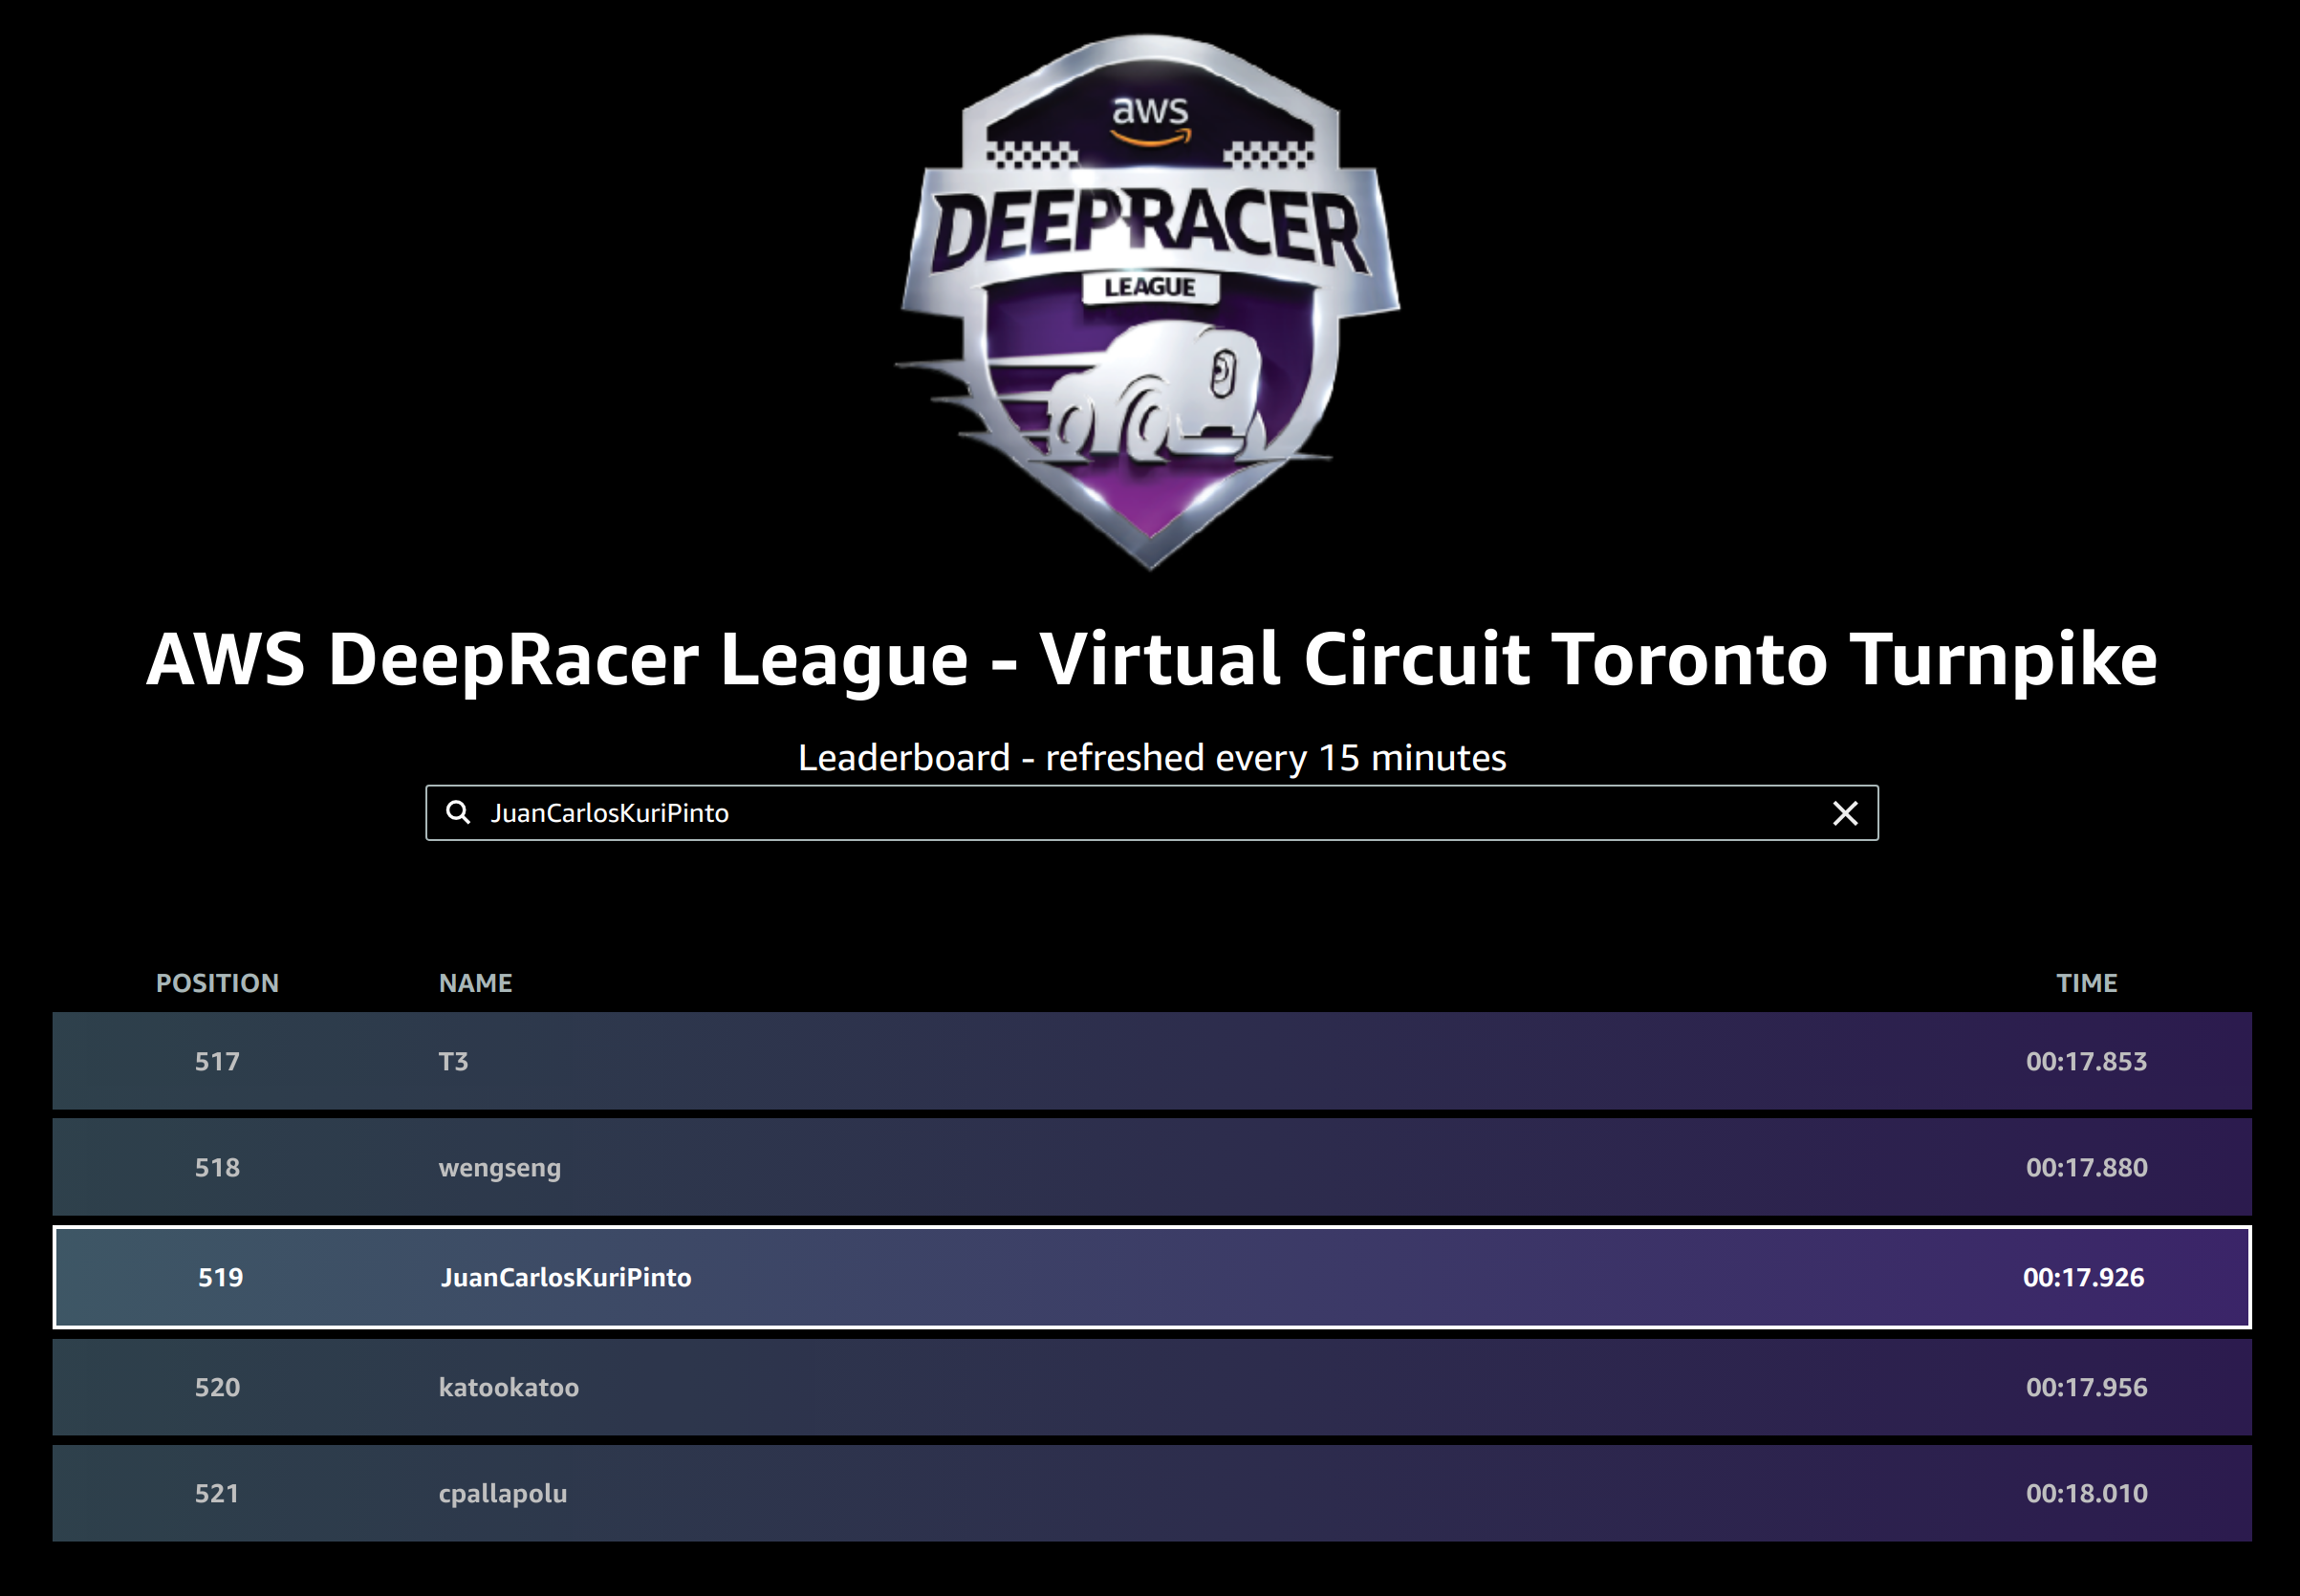 aws
DEEPRACER
LEAGUE
AWS DeepRacer League - Virtual Circuit Toronto Turnpike
Leaderboard - refreshed every 15 minutes
JuanCarlosKuriPinto
POSITION NAME TIME
517 T3 00:17.853
518 wengseng 00:17.880
519 JuanCarlosKuriPinto 00:17.926
520 katookatoo 00:17.956
521 cpallapolu 00:18.010